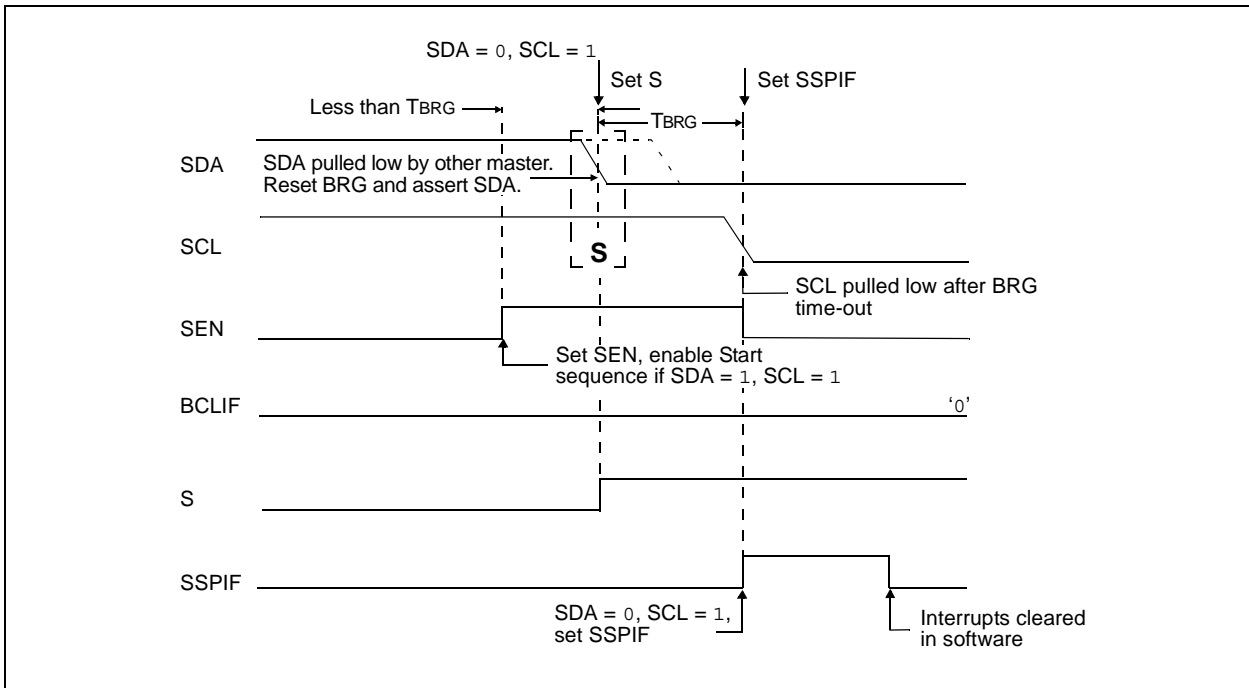 SDA = 0, SCL = 1
Set S
Set SSPIF
Less than TBRG
TBRG
SDA
SDA pulled low by other master.
Reset BRG and assert SDA.
SCL
S
SCL pulled low after BRG
time-out
SEN
Set SEN, enable Start
sequence if SDA = 1, SCL = 1
BCLIF
‘0’
S
SSPIF
SDA = 0, SCL = 1,
set SSPIF
Interrupts cleared
in software